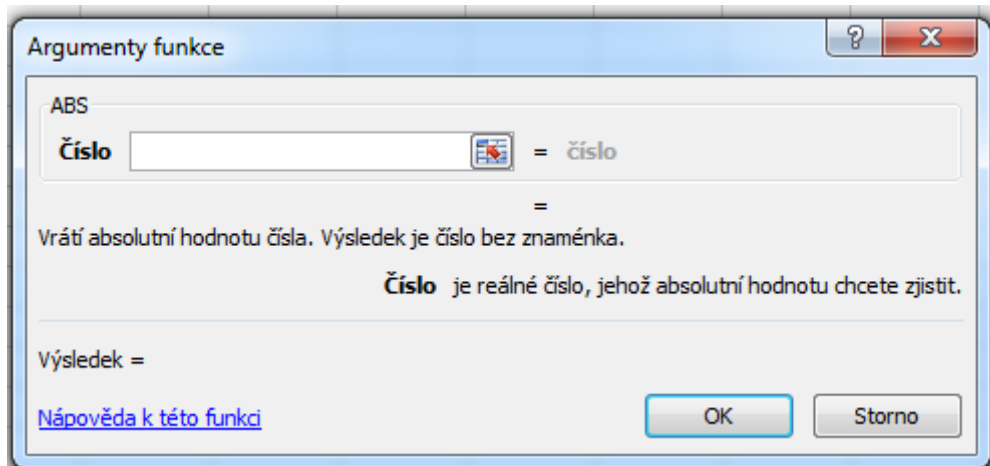 Argumenty funkce
ABS
Číslo = číslo
=
Vrátí absolutní hodnotu čísla. Výsledek je číslo bez znaménka.
Číslo je reálné číslo, jehož absolutní hodnotu chcete zjistit.
Výsledek =
Nápověda k této funkci OK Storno